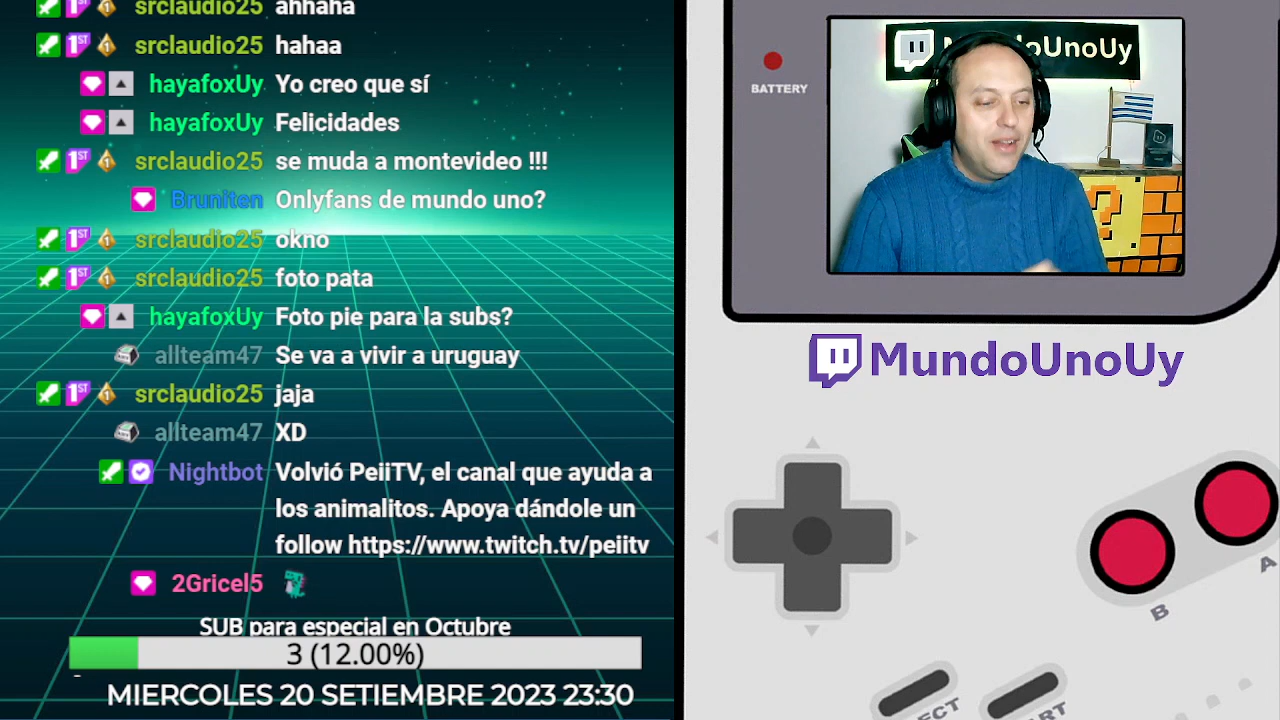 srclaudio25 ahhaha
srclaudio25 hahaa
hayafoxUy Yo creo que sí
hayafoxUy Felicidades
srclaudio25 se muda a montevideo !!!
Bruniten Onlyfans de mundo uno?
srclaudio25 okno
srclaudio25 foto pata
hayafoxUy Foto pie para la subs?
allteam47 Se va a vivir a uruguay
srclaudio25 jaja
allteam47 XD
Nightbot Volvió PeiiTV, el canal que ayuda a
los animalitos. Apoya dándole un
follow https://www.twitch.tv/peiitv
2Gricel5
SUB para especial en Octubre
3 (12.00%)
MIERCOLES 20 SETIEMBRE 2023 23:30
BATTERY
MundoUnoUy
A
B